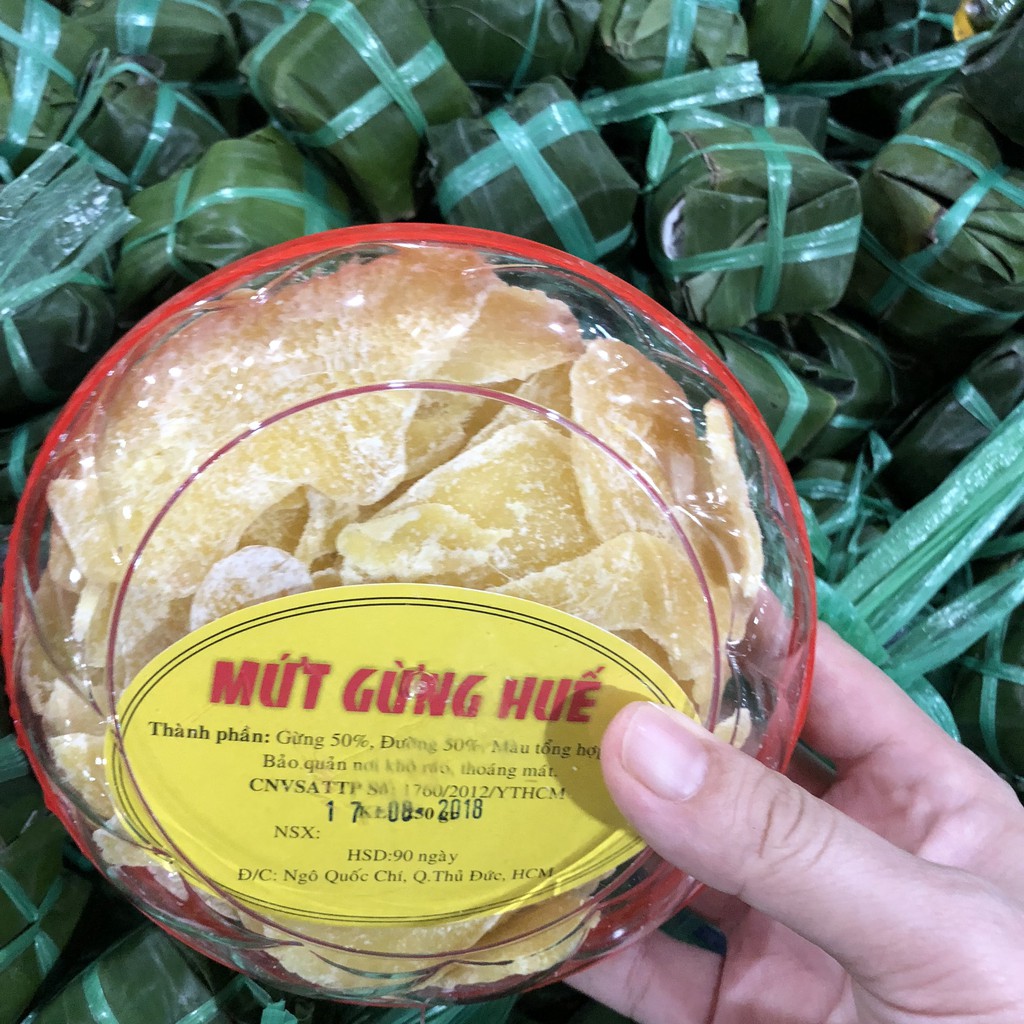 MỨT GỪNG HUẾ
Thành phần: Gừng 50%, Đường 50%, Màu tổng hợp
Bảo quản nơi khô ráo, thoáng mát.
CNVSATTP Số: 1760/2012/YTHCM
17 08 2018
NSX:
HSD:90 ngày
Đ/C: Ngô Quốc Chí, Q.Thủ Đức, HCM